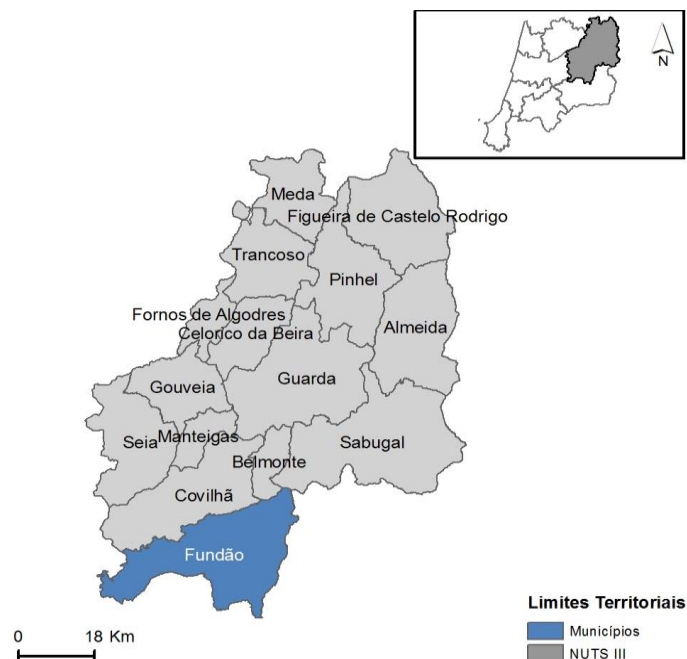 N
Meda
Figueira de Castelo Rodrigo
Trancoso
Pinhel
Fornos de Algodres
Almeida
Celorico da Beira
Guarda
Gouveia
Manteigas
Seia
Sabugal
Belmonte
Covilhã
Fundão
Limites Territoriais
0 18 Km
Municípios
NUTS III